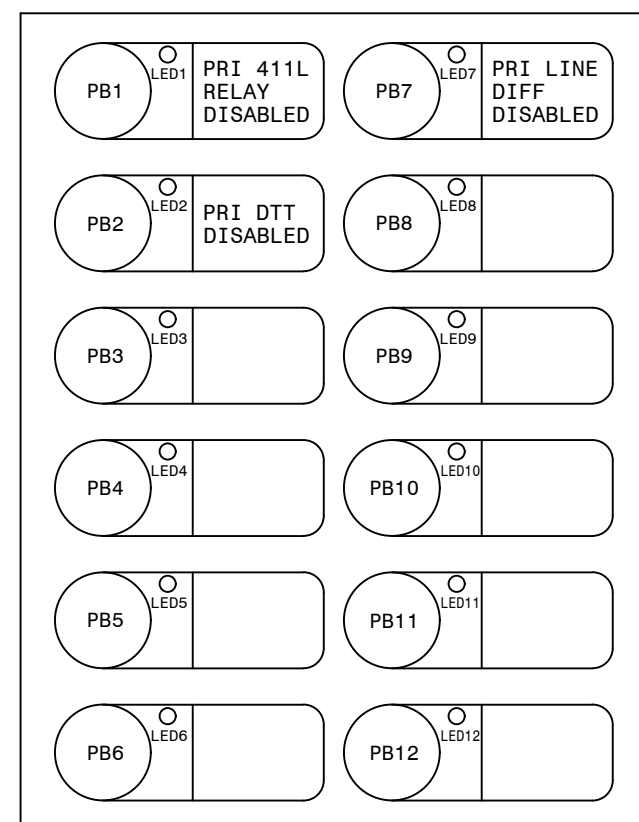 PB1
LED1
PRI 411L
RELAY
DISABLED
PB7
LED7
PRI LINE
DIFF
DISABLED
PB2
LED2
PRI DTT
DISABLED
PB8
LED8
PB3
LED3
PB9
LED9
PB4
LED4
PB10
LED10
PB5
LED5
PB11
LED11
PB6
LED6
PB12
LED12